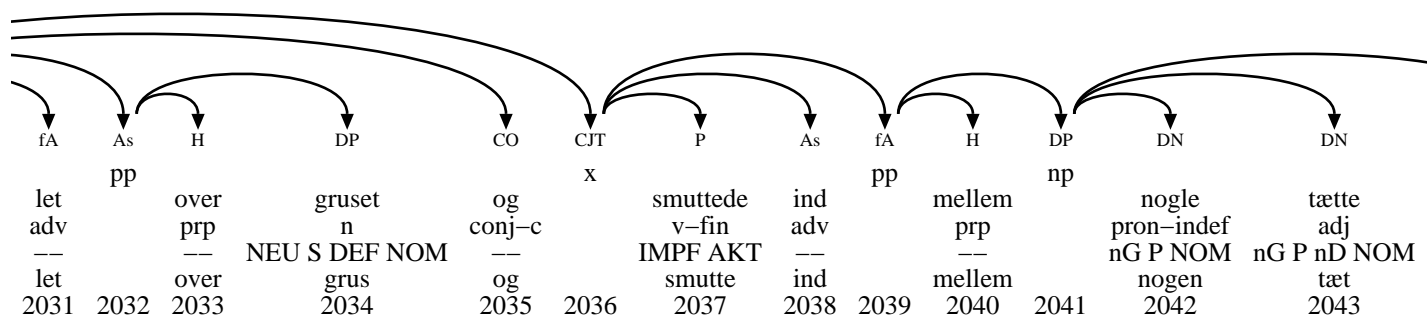 fA As H DP CO CJT P As fA H DP DN DN
pp x pp np
let over gruset og smuttede ind mellem nogle tætte
adv prp n conj−c v−fin adv prp pron−indef adj
−− −− NEU S DEF NOM −− IMPF AKT −− −− nG P NOM nG P nD NOM
let over grus og smutte ind mellem nogen tæt
2031 2032 2033 2034 2035 2036 2037 2038 2039 2040 2041 2042 2043